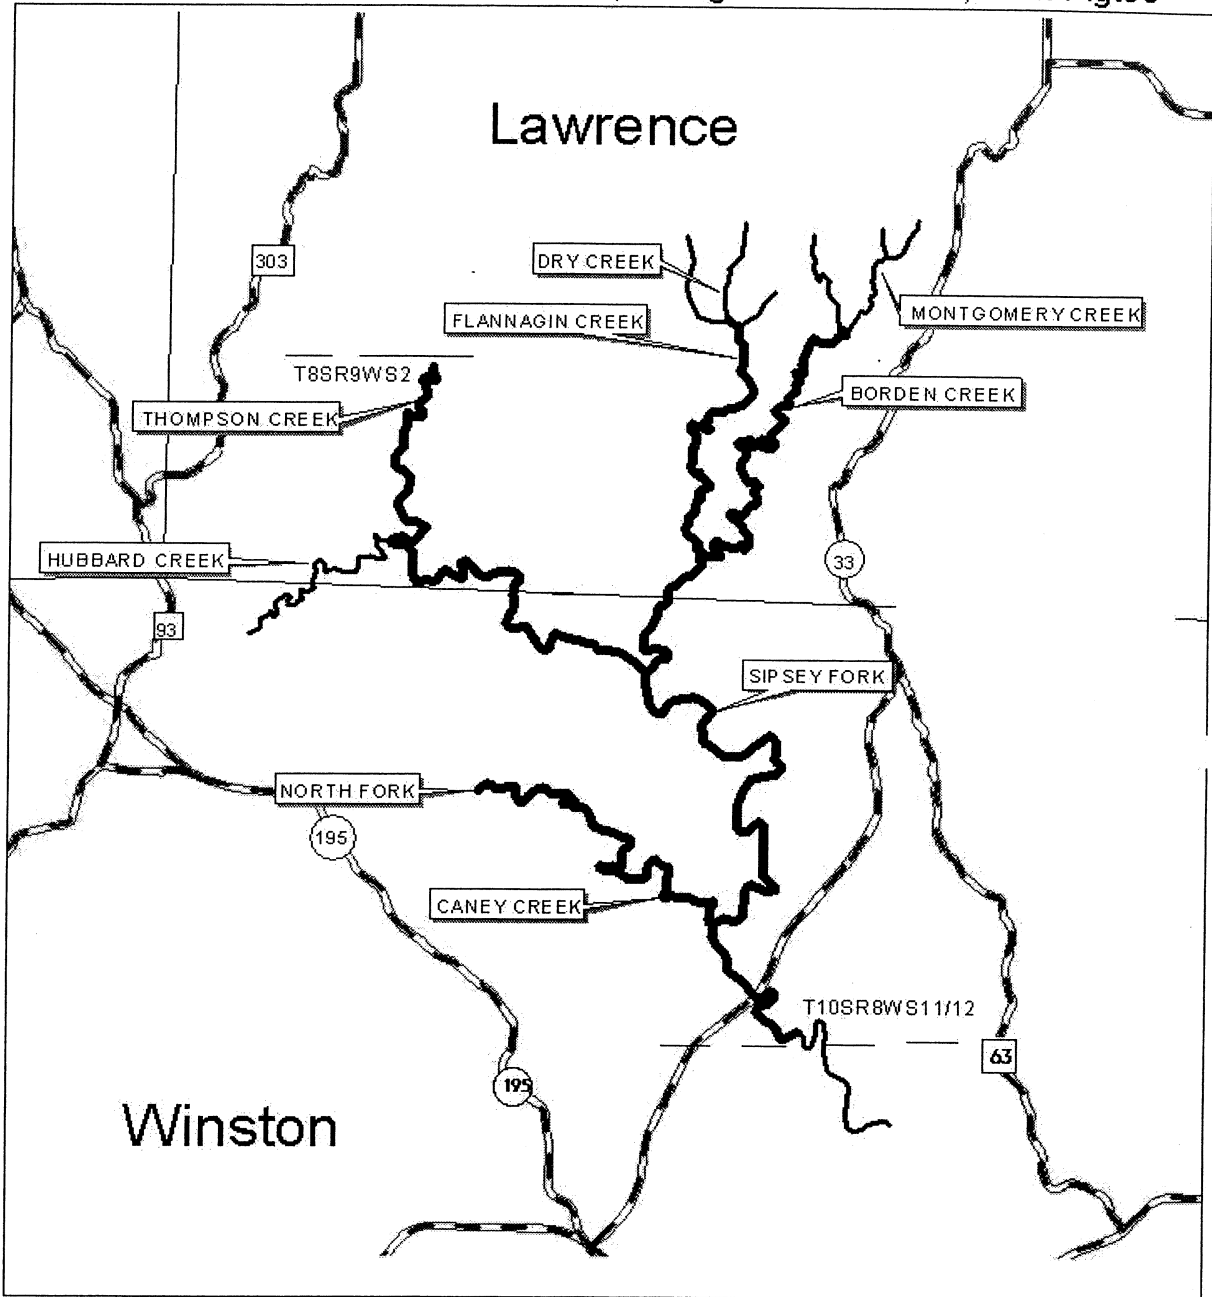 Lawrence
303
DRY CREEK
FLANNAGIN CREEK
MONTGOMERY CREEK
T8SR9WS2
BORDEN CREEK
THOMPSON CREEK
HUBBARD CREEK
33
93
SIPSEY FORK
NORTH FORK
195
CANEY CREEK
T10SR8WS11/12
63
195
Winston